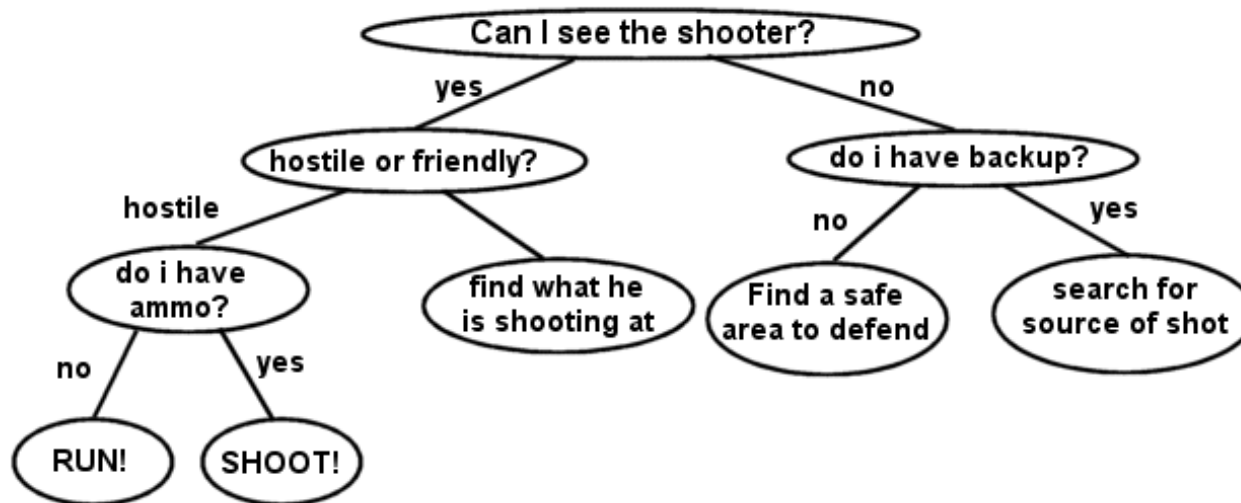 Can I see the shooter?
yes
no
hostile or friendly?
do i have backup?
hostile
no
yes
do i have
ammo?
find what he
is shooting at
Find a safe
area to defend
search for
source of shot
no
yes
RUN!
SHOOT!